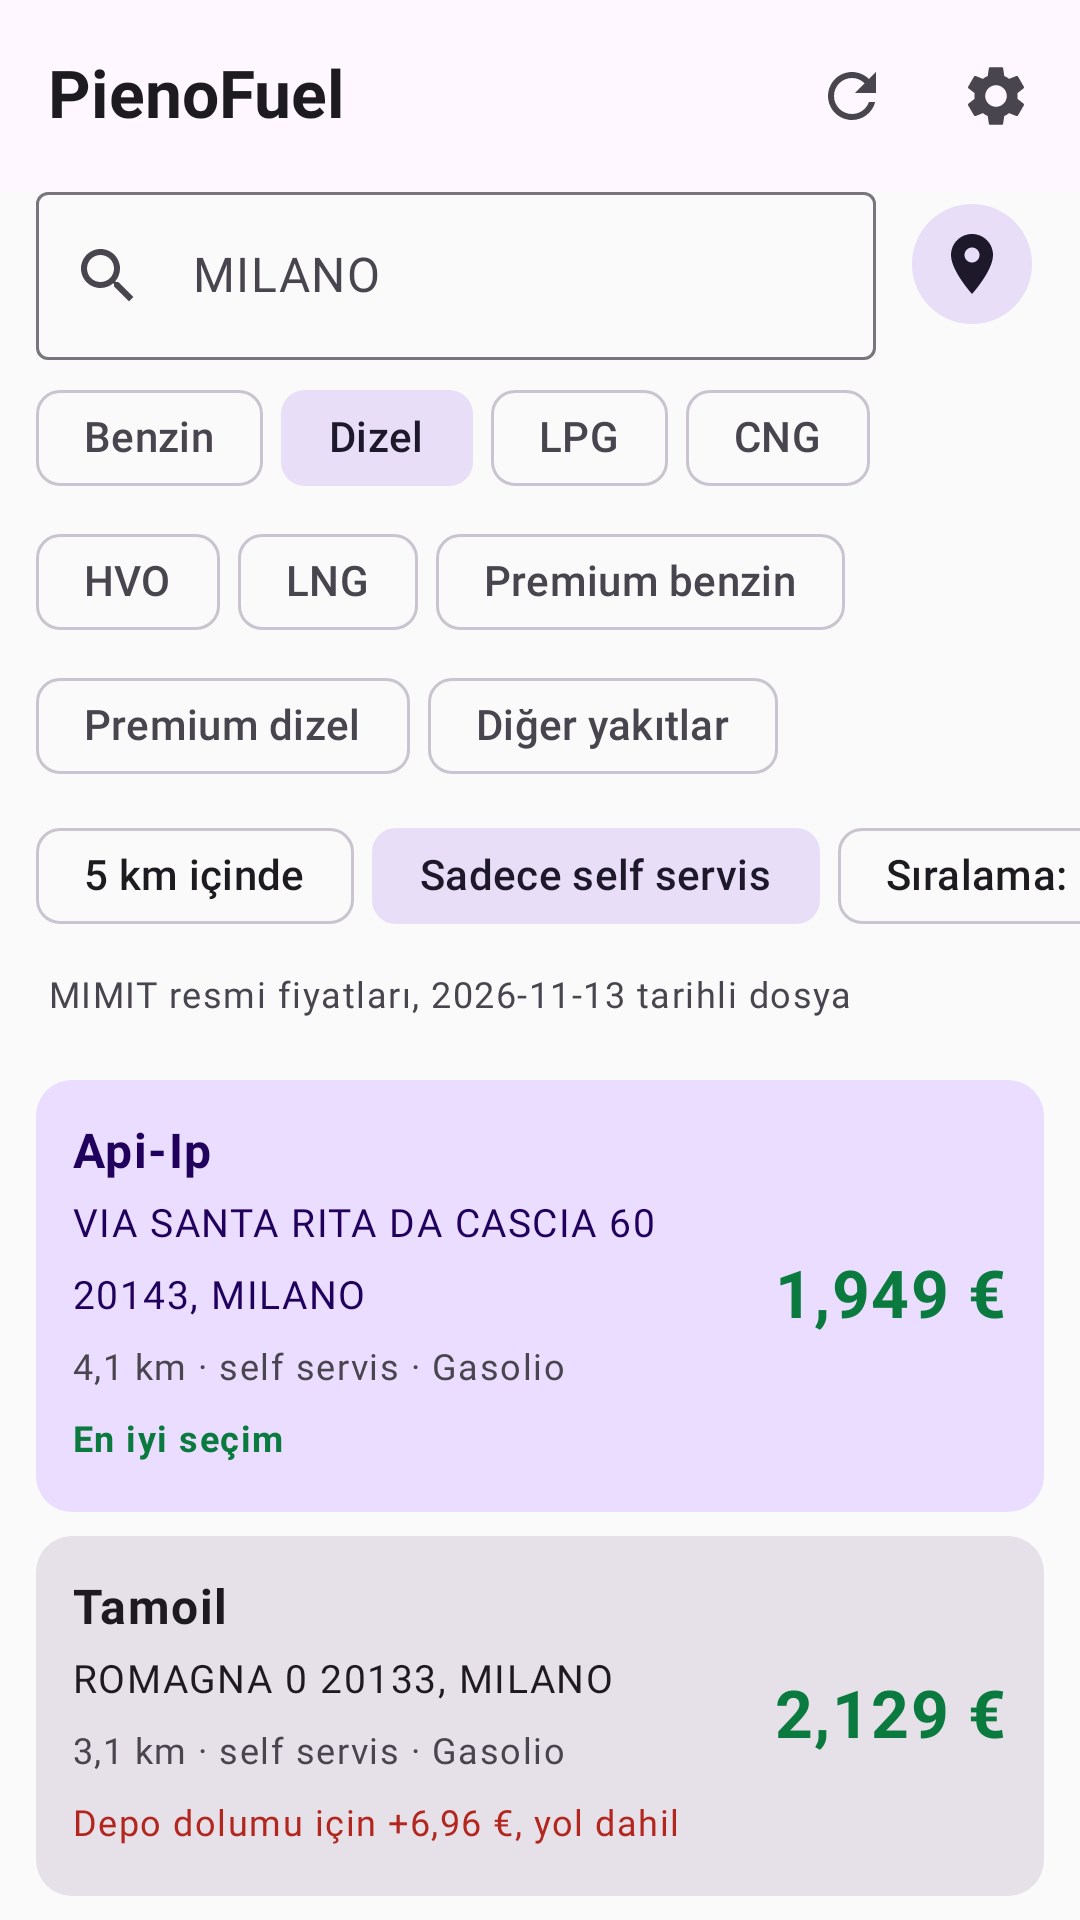 PienoFuel
MILANO
Benzin
Dizel
LPG
CNG
HVO
LNG
Premium benzin
Premium dizel
Diğer yakıtlar
5 km içinde
Sadece self servis
Sıralama:
MIMIT resmi fiyatları, 2026-11-13 tarihli dosya
Api-Ip
VIA SANTA RITA DA CASCIA 60
20143, MILANO
1,949 €
4,1 km · self servis · Gasolio
En iyi seçim
Tamoil
ROMAGNA 0 20133, MILANO
2,129 €
3,1 km · self servis · Gasolio
Depo dolumu için +6,96 €, yol dahil